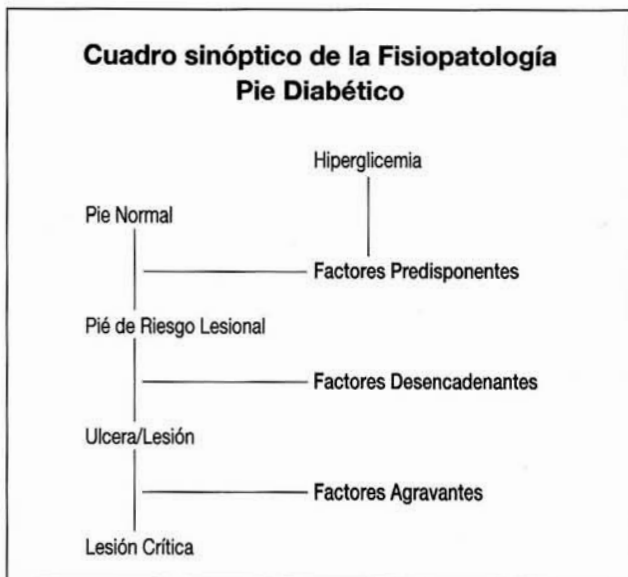 Cuadro sinóptico de la Fisiopatología
Pie Diabético
Hiperglicemia
Pie Normal
Factores Predisponentes
Pié de Riesgo Lesional
Factores Desencadenantes
Ulcera/Lesión
Factores Agravantes
Lesión Crítica